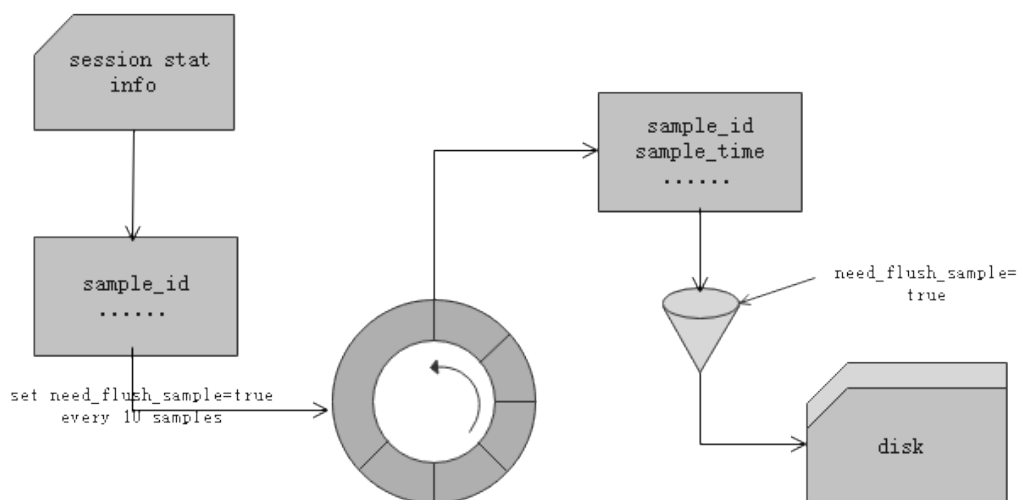 session stat
info
sample_id
......
set need_flush_sample=true
every 10 samples
sample_id
sample_time
......
need_flush_sample=
true
disk